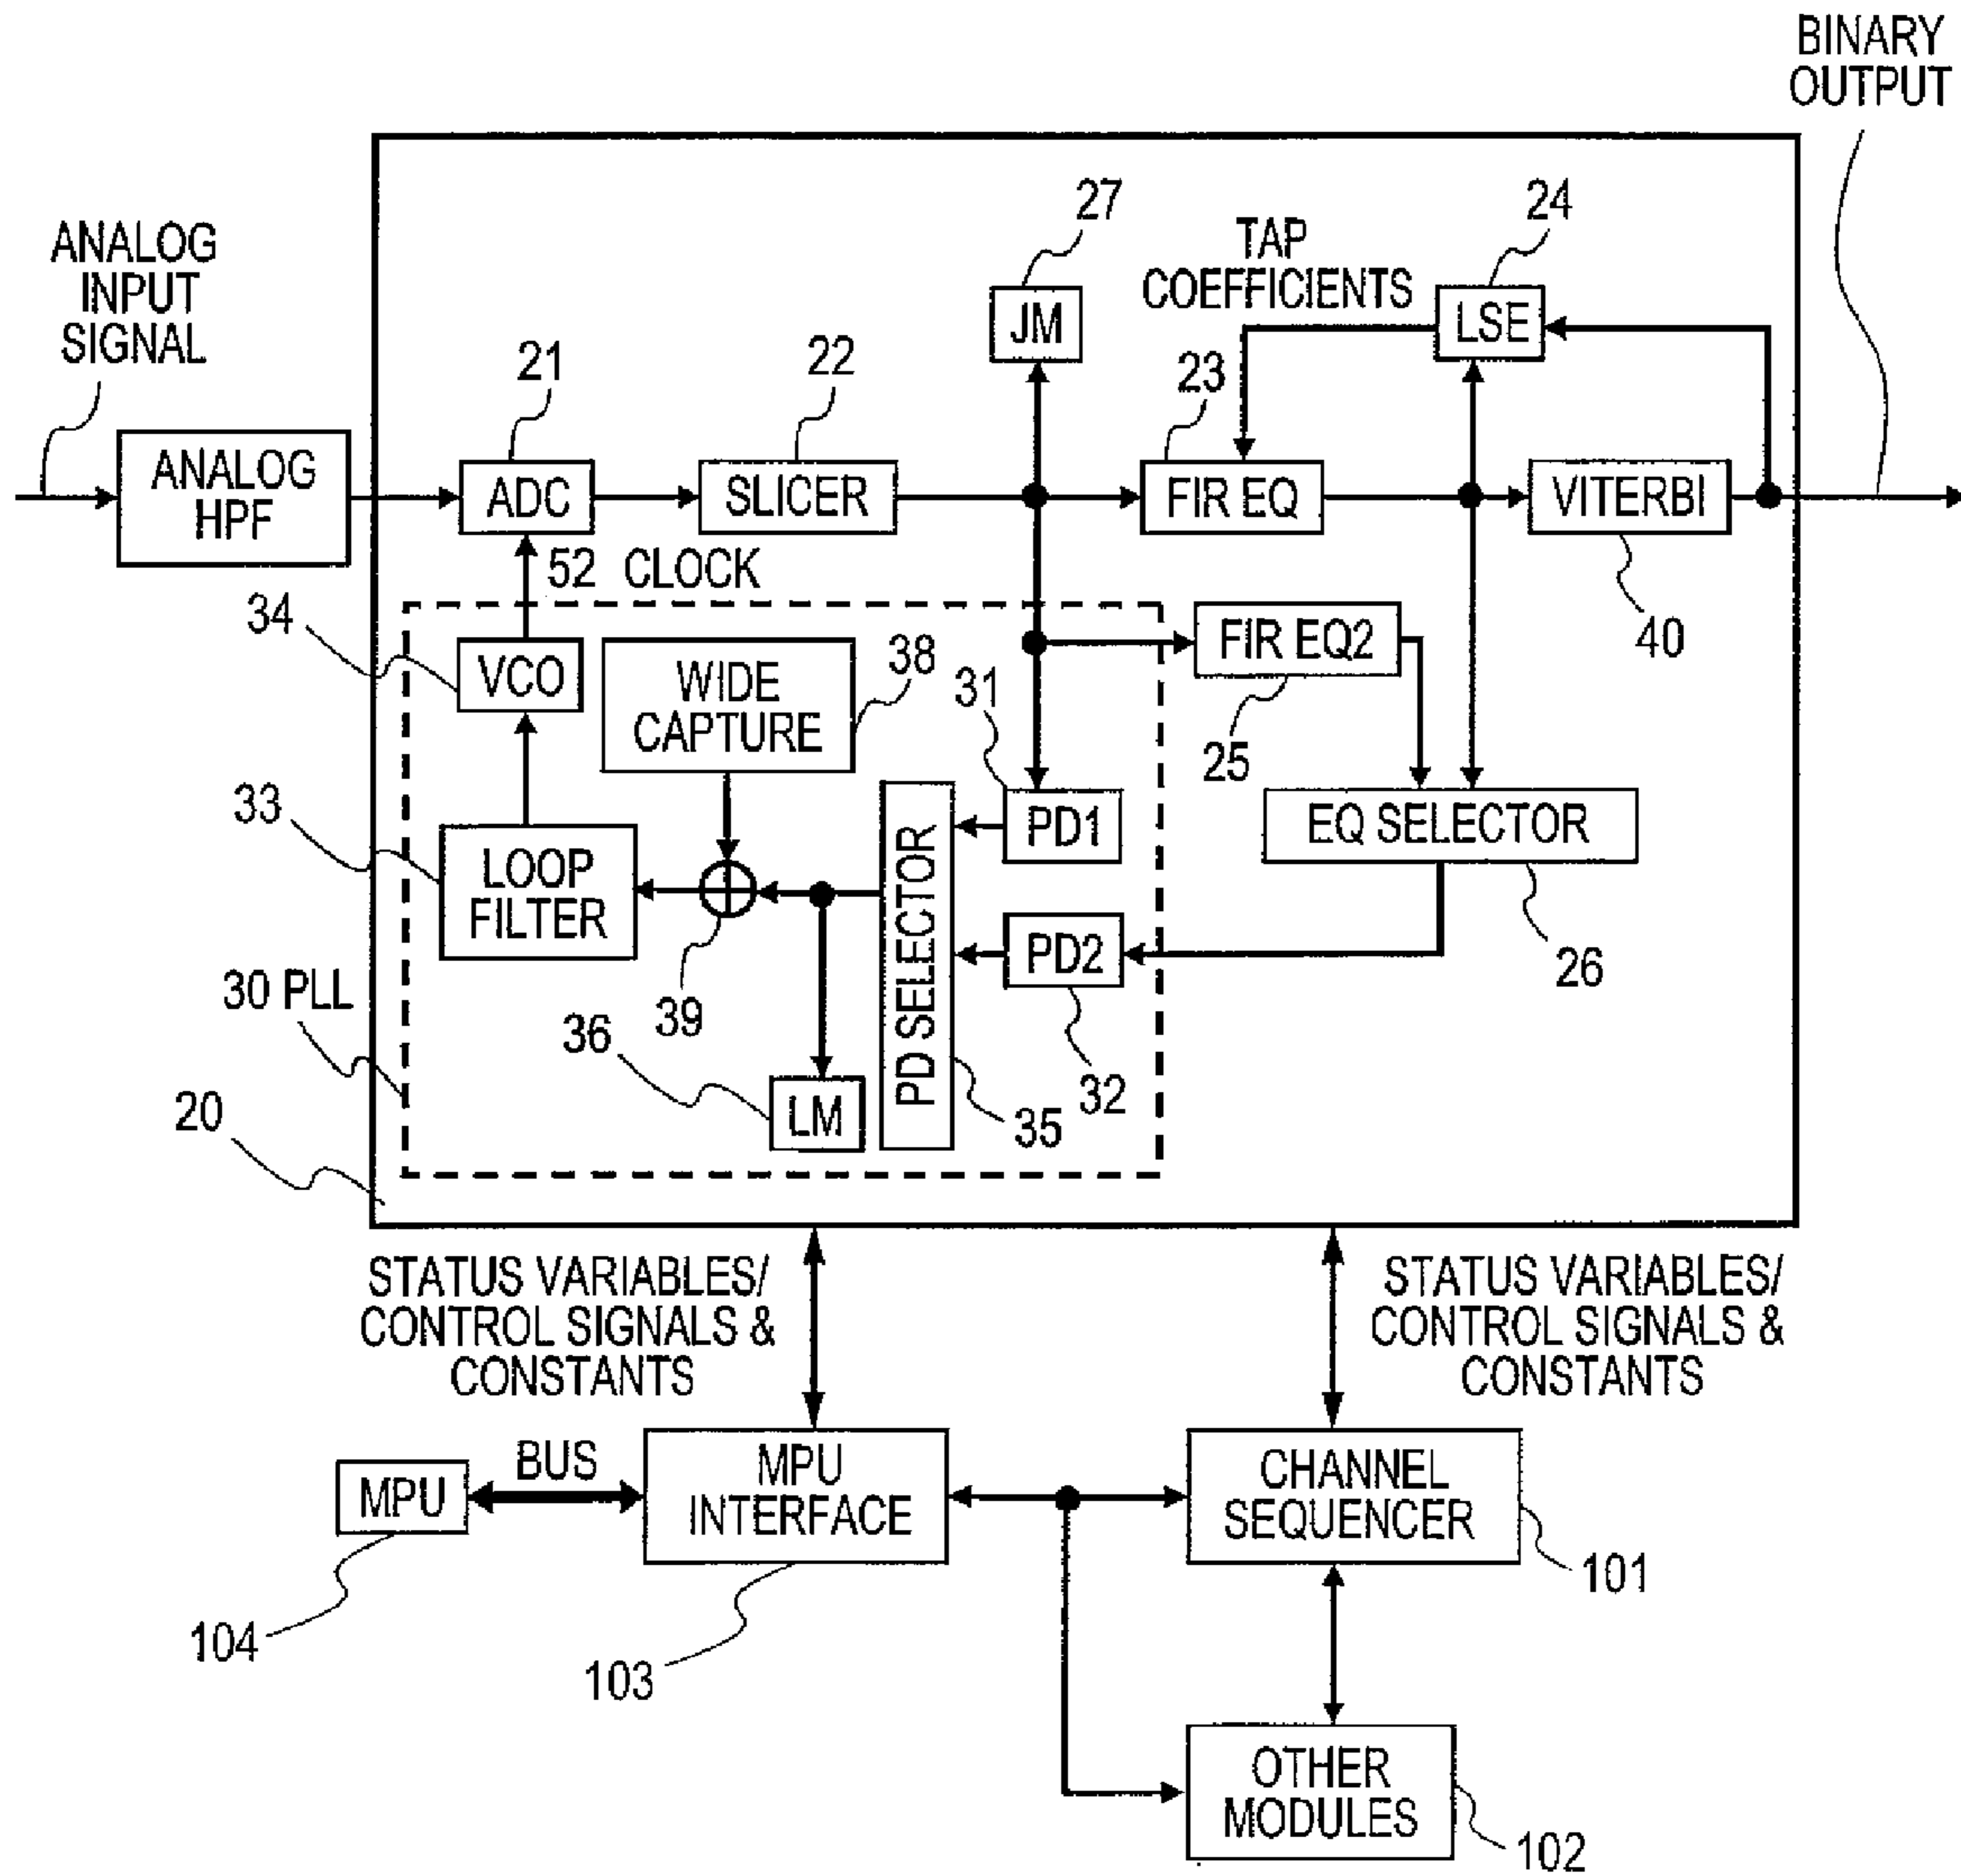 BINARY
OUTPUT
ANALOG
INPUT
SIGNAL
27
24
TAP
COEFFICIENTS
JM
LSE
21
22
23
ANALOG
HPF
ADC
SLICER
FIR EQ
VITERBI
52 CLOCK
34
40
VCO
WIDE
CAPTURE
38
FIR EQ2
31
25
33
LOOP
FILTER
PD SELECTOR
PD1
EQ SELECTOR
PD2
26
30 PLL
39
36
LM
32
35
20
STATUS VARIABLES/
CONTROL SIGNALS &
CONSTANTS
STATUS VARIABLES/
CONTROL SIGNALS &
CONSTANTS
MPU
BUS
MPU
INTERFACE
CHANNEL
SEQUENCER
101
104
103
OTHER
MODULES
102